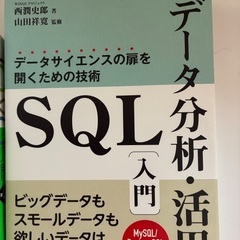 データ分析・活用
西潤史郎 著
山田祥寛 監修
データサイエンスの扉を
開くための技術
SQL
［入門］
ビッグデータも
スモールデータも
欲しいデータは
MySQL/